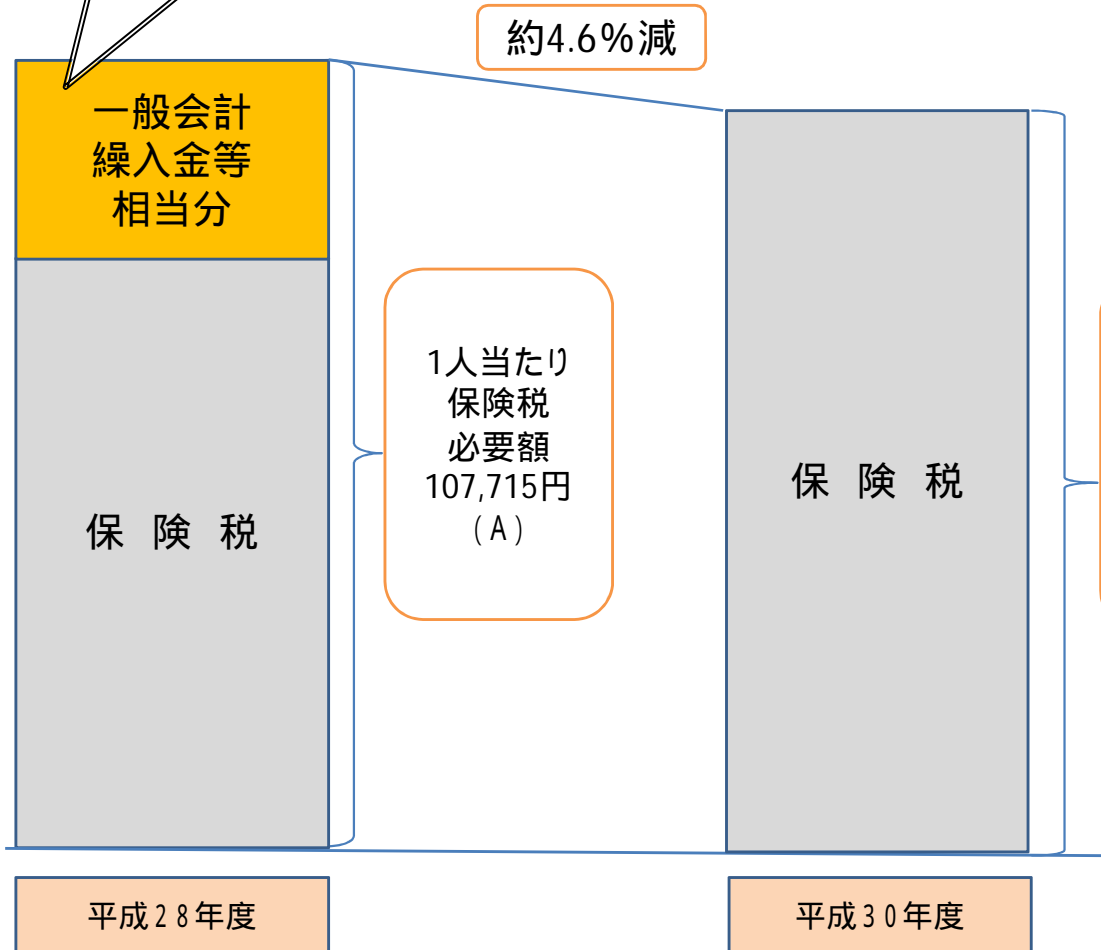 約4.6％減
一般会計
繰入金等
相当分
保 険 税
1人当たり
保険税
必要額
107,715円
(A)
保 険 税
平成28年度
平成30年度